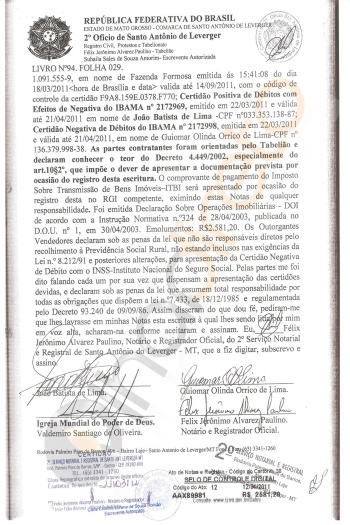 REPÚBLICA FEDERATIVA DO BRASIL
ESTADO DE MATO GROSSO - COMARCA DE SANTO ANTÔNIO DE LEVERGER
2º Ofício de Santo Antônio de Leverger
Registro Civil, Protestos e Tabelionato
Félix Jerônimo Alvarez Paulino - Tabelião
Suhaila Sales de Souza Amorim- Escrevente Autorizada
LIVRO Nº94. FOLHA 029.
1.091.555-9, em nome de Fazenda Formosa emitida ás 15:41:08 do dia
18/03/2011<hora de Brasília e data> válida até 14/09/2011, com o código de
controle da certidão F9A8.159E.0378.F770; Certidão Positiva de Débitos com
Efeitos Negativo do IBAMA nº 2172969, emitido em 22/03/2011 e válida
até 21/04/2011 em nome de João Batista de Lima -CPF nº033.353.138-87;
Certidão Negativa de Débitos do IBAMA nº 2172998, emitida em 22/03/2011
e válida até 21/04/2011, em nome de Guiomar Olinda Orrico de Lima-CPF nº
136.379.998-38. As partes contratantes foram orientadas pelo Tabelião e
declaram conhecer o teor do Decreto 4.449/2002, especialmente do
art.10§2º, que impõe o dever de apresentar a documentação prevista por
ocasião do registro desta escritura. O comprovante de pagamento do Imposto
Sobre Transmissão de Bens Imóveis–ITBI será apresentado por ocasião do
registro desta no RGI competente, eximindo estas Notas de qualquer
responsabilidade. Foi emitida Declaração Sobre Operações Imobiliárias - DOI
de acordo com a Instrução Normativa n.º324 de 28/04/2003, publicada no
D.O.U. nº 1, em 30/04/2003. Emolumentos: R$2.581,20. Os Outorgantes
Vendedores declaram sob as penas da lei que não são responsáveis diretos pelo
recolhimento à Previdência Social Rural, não estando inclusos nas exigências da
Lei n.º 8.212/91 e posteriores alterações, para apresentação da Certidão Negativa
de Débito com o INSS-Instituto Nacional do Seguro Social. Pelas partes me foi
dito falando cada um por sua vez que dispensam a apresentação das certidões
devidas, e declaram sob as penas da lei que assumem total responsabilidade por
todas as obrigações que dispõem a lei n.º7.433, de 18/12/1985 e regulamentada
pelo Decreto 93.240 de 09/09/86. Assim disseram do que dou fé, pediram-me
que lhes lavrasse em minhas Notas esta escritura à qual lhes sendo lida por mim
em voz alta, acharam-na conforme aceitaram e assinam. Eu, Félix
Jerônimo Alvarez Paulino, Notário e Registrador Oficial, do 2º Serviço Notarial
e Registral de Santo Antônio do Leverger - MT, que a fiz digitar, subscrevo e
assino.
João Batista de Lima.
Guiomar Olinda Orrico de Lima.
Igreja Mundial do Poder de Deus.
Valdemiro Santiago de Oliveira.
Felix Jerônimo Alvarez Paulino.
Notário e Registrador Oficial.
CERTIDÃO
Ato de Notas e Registro - Código do Cartório
SELO DE CONTROLE DIGITAL
Código do Ato: 12
AAX89981 R$ 2581,20